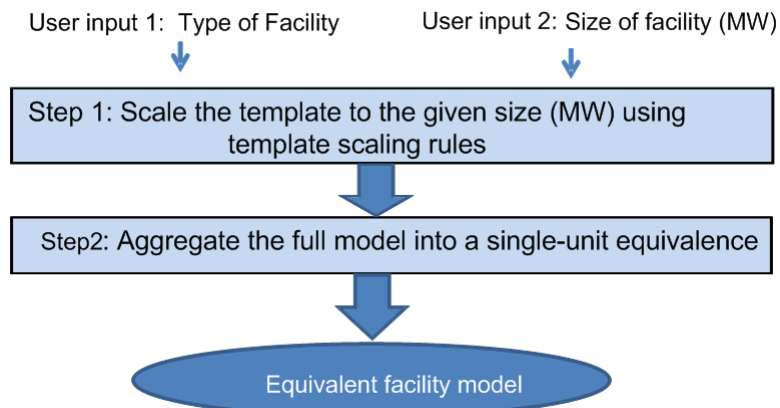 User input 1: Type of Facility
User input 2: Size of facility (MW)
Step 1: Scale the template to the given size (MW) using
template scaling rules
Step2: Aggregate the full model into a single-unit equivalence
Equivalent facility model